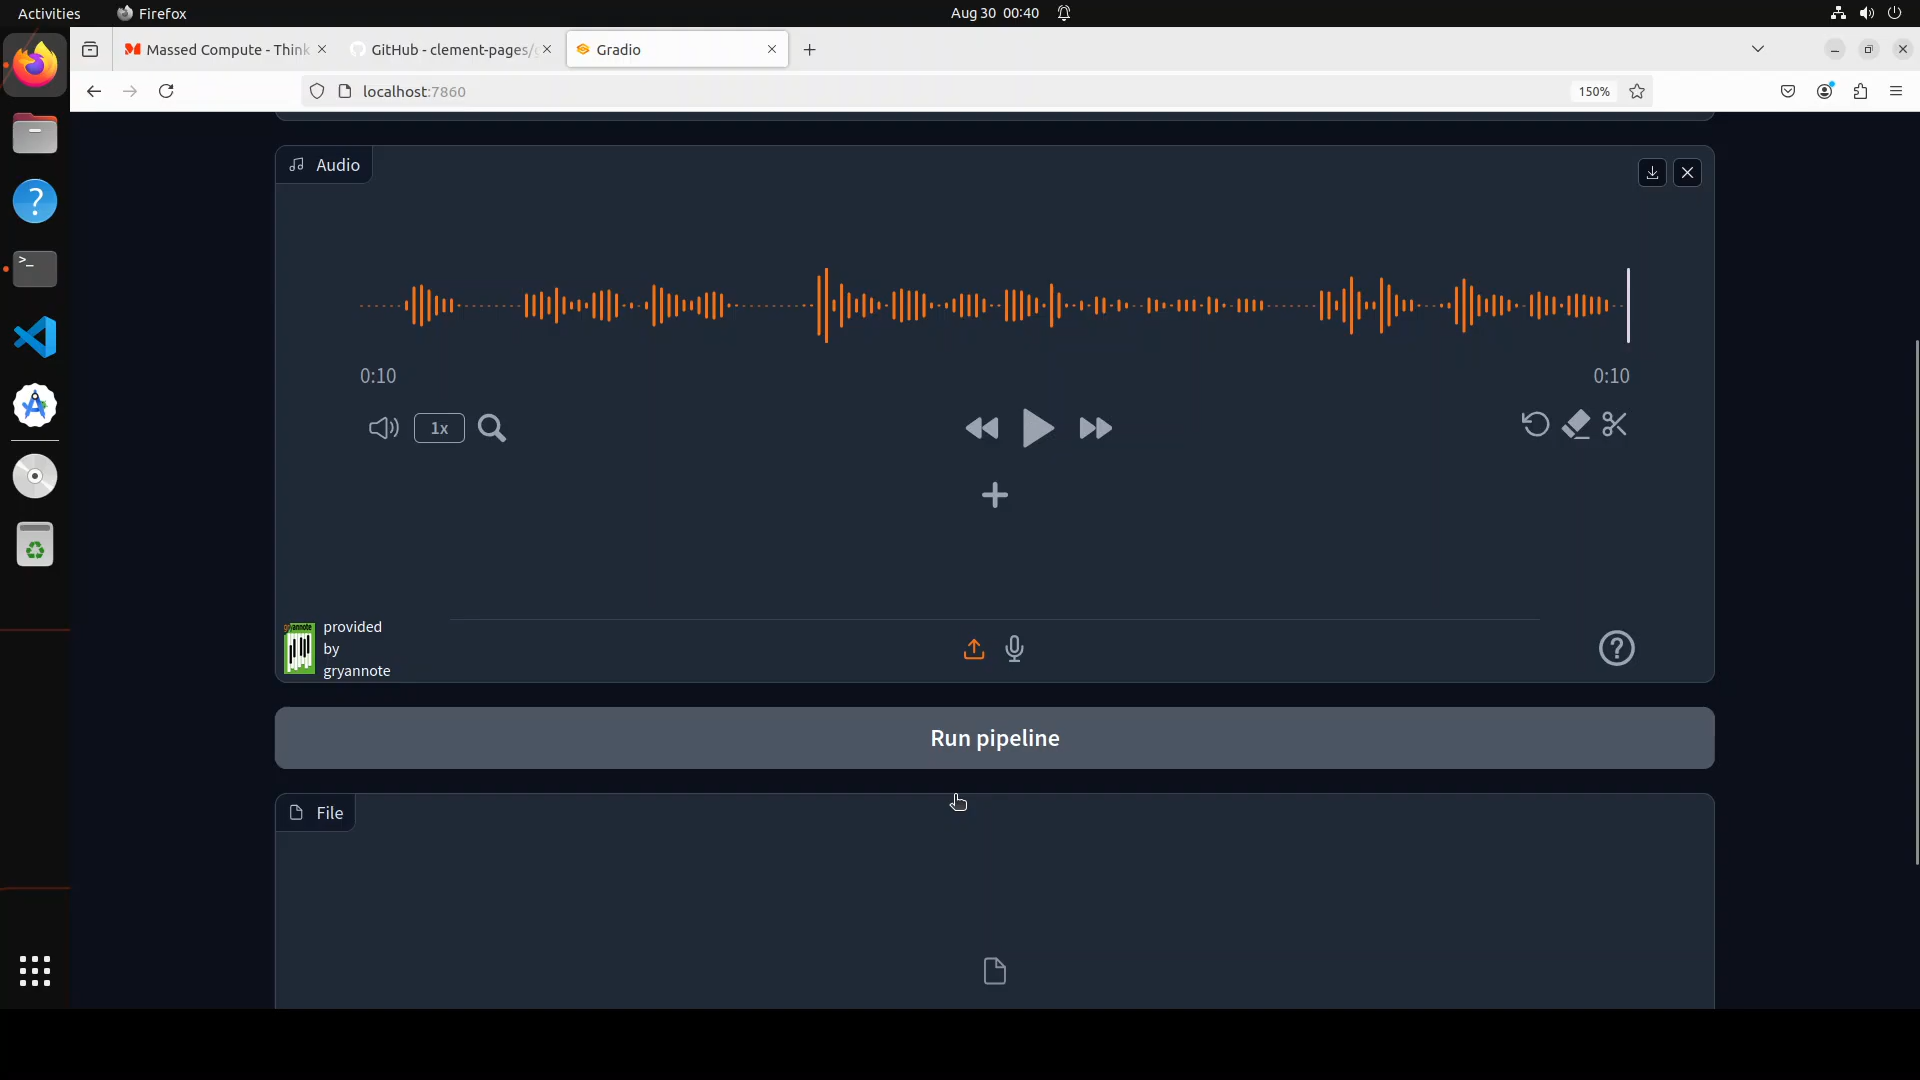 Activities
Firefox
Aug 30 00:40
Massed Compute - Think
GitHub - clement-pages/
Gradio
localhost:7860
150%
Audio
0:10
0:10
1x
gryannote
provided
by
gryannote
Run pipeline
File